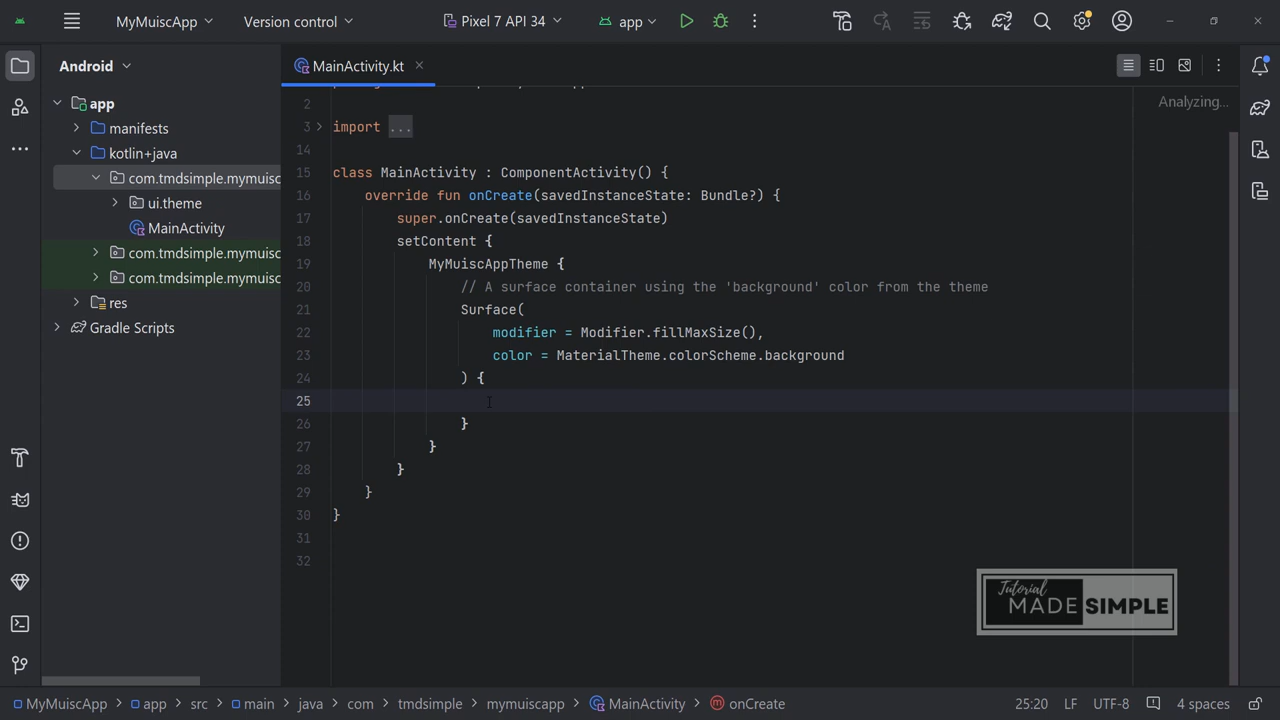 MyMuiscApp
Version control
Pixel 7 API 34
app
Android
MainActivity.kt
app
manifests
kotlin+java
com.tmdsimple.mymuisc
ui.theme
MainActivity
com.tmdsimple.mymuisc
com.tmdsimple.mymuisc
res
Gradle Scripts
Analyzing...
2
3 import ...
14
15 class MainActivity : ComponentActivity() {
16 override fun onCreate(savedInstanceState: Bundle?) {
17 super.onCreate(savedInstanceState)
18 setContent {
19 MyMuiscAppTheme {
20 // A surface container using the 'background' color from the theme
21 Surface(
22 modifier = Modifier.fillMaxSize(),
23 color = MaterialTheme.colorScheme.background
24 ) {
25
26 }
27 }
28 }
29 }
30 }
31
32
Tutorial
MADE SIMPLE
MyMuiscApp > app > src > main > java > com > tmdsimple > mymuiscapp > MainActivity > onCreate
25:20 LF UTF-8 4 spaces